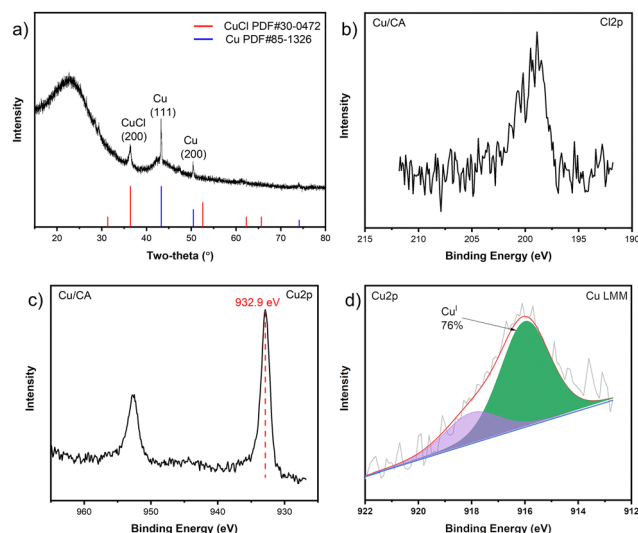 a)
CuCl PDF#30-0472
Cu PDF#85-1326
Cu
(111)
CuCl
(200)
Cu
(200)
Intensity
20 30 40 50 60 70 80
Two-theta (°)
b)
Cu/CA
Cl2p
Intensity
215 210 205 200 195 190
Binding Energy (eV)
c)
Cu/CA
Cu2p
932.9 eV
Intensity
960 950 940 930
Binding Energy (eV)
d)
Cu2p
Cu LMM
Cuᴵ
76%
Intensity
922 920 918 916 914 912
Binding Energy (eV)